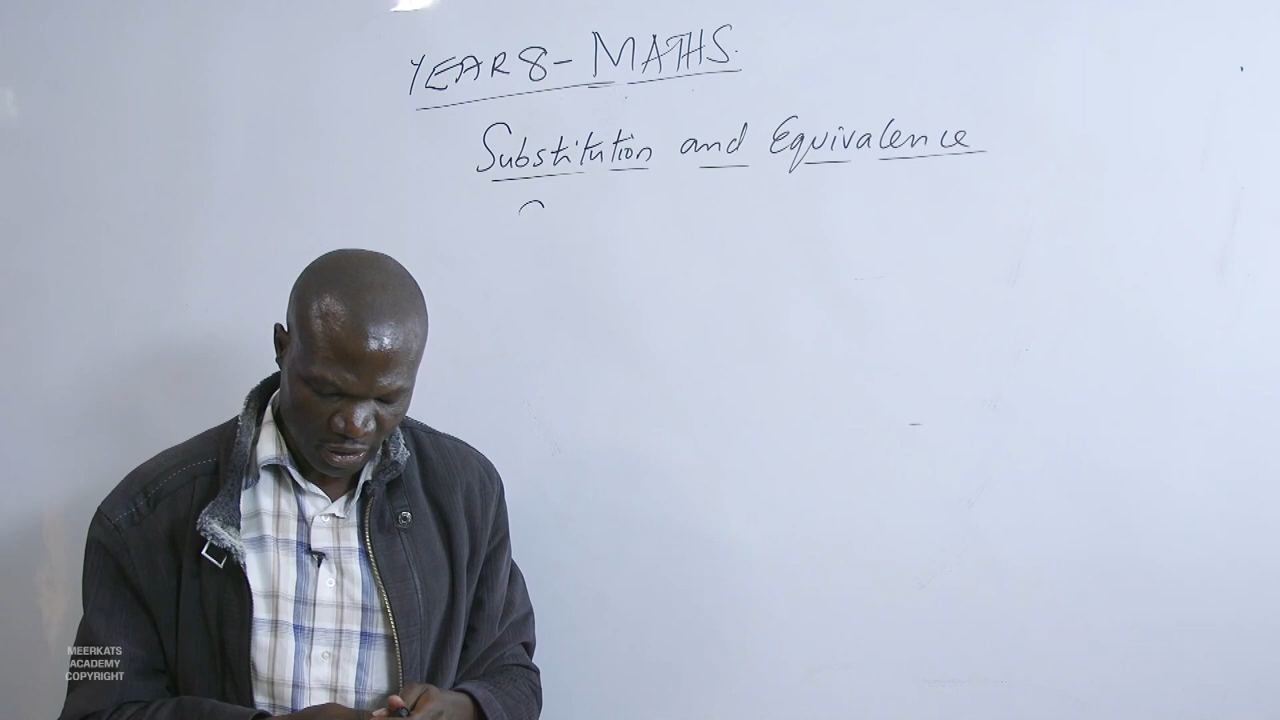 YEAR 8 - MATHS.
Substitution and Equivalence
MEERKATS
ACADEMY
COPYRIGHT